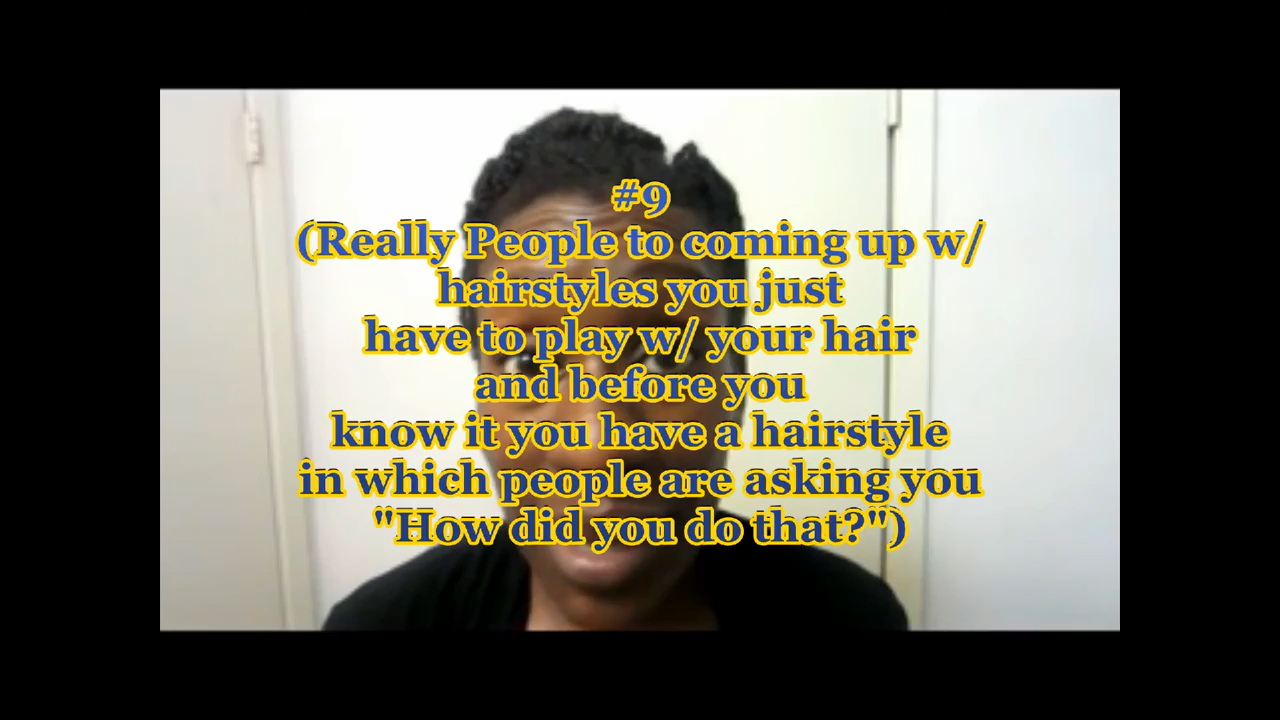 #9
(Really People to coming up w/
hairstyles you just
have to play w/ your hair
and before you
know it you have a hairstyle
in which people are asking you
"How did you do that?")